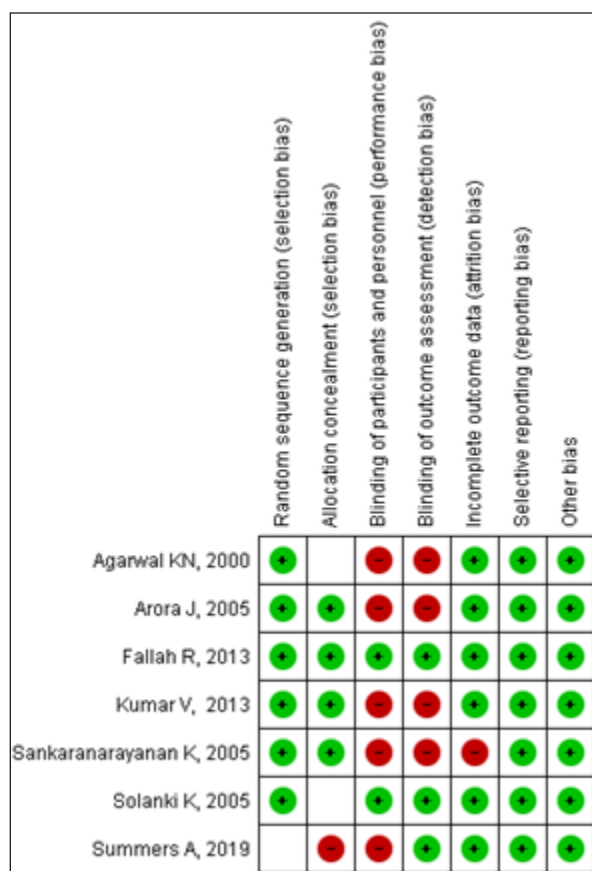 Random sequence generation (selection bias)
Allocation concealment (selection bias)
Blinding of participants and personnel (performance bias)
Blinding of outcome assessment (detection bias)
Incomplete outcome data (attrition bias)
Selective reporting (reporting bias)
Other bias
Agarwal KN, 2000 + - - + + +
Arora J, 2005 + + - - + + +
Fallah R, 2013 + + + + + + +
Kumar V, 2013 + + - - + + +
Sankaranarayanan K, 2005 + + - - - + +
Solanki K, 2005 + + + + + +
Summers A, 2019 - - + + + +